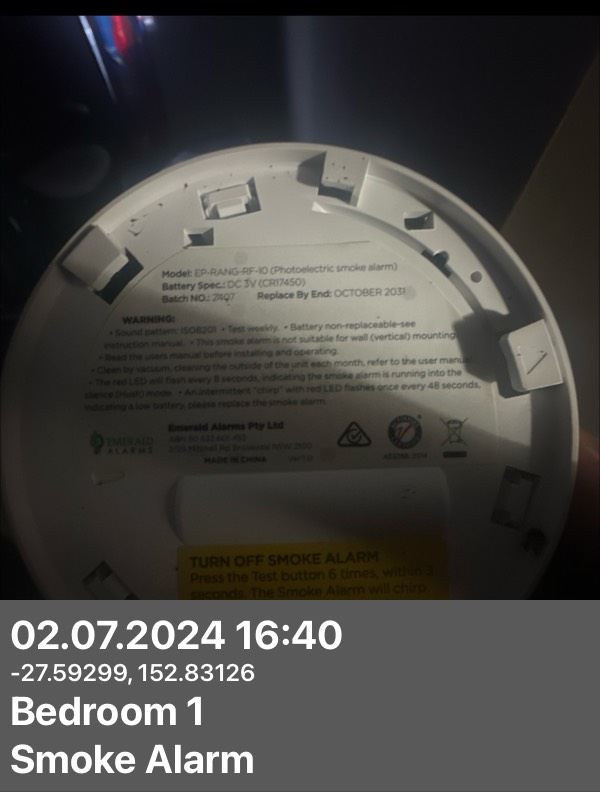 Model: EP-RANG-RF-10 (Photoelectric smoke alarm)
Battery Spec.: DC 3V (CR17450)
Batch NO.: 2407 Replace By End: OCTOBER 2031
WARNING:
• Sound pattern: ISO8201 • Test weekly. • Battery non-replaceable-see
instruction manual. • This smoke alarm is not suitable for wall (vertical) mounting
• Read the users manual before installing and operating.
• Clean by vacuum, cleaning the outside of the unit each month, refer to the user manual
• The red LED will flash every 8 seconds, indicating the smoke alarm is running into the
silence (Hush) mode. • An intermittent "chirp" with red LED flashes once every 48 seconds,
indicating a low battery, please replace the smoke alarm.
EMERALD
ALARMS
Emerald Alarms Pty Ltd
MADE IN CHINA
TURN OFF SMOKE ALARM
Press the Test button 6 times, within 3
seconds. The Smoke Alarm will chirp
02.07.2024 16:40
-27.59299, 152.83126
Bedroom 1
Smoke Alarm